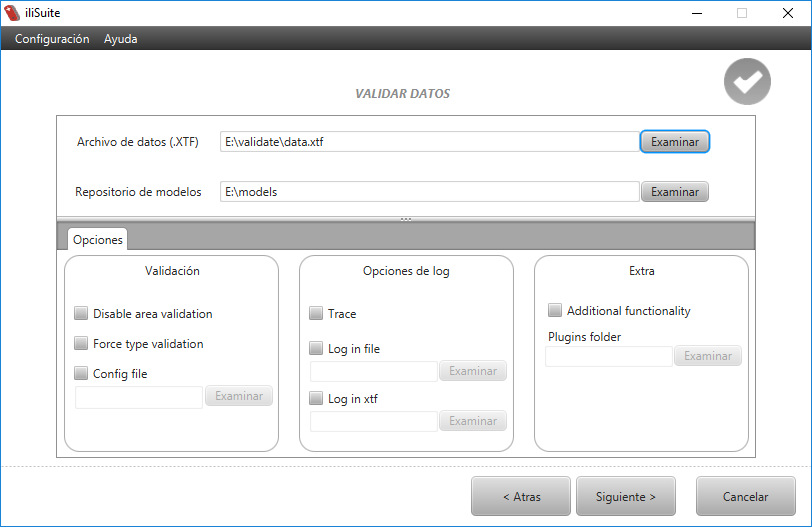 iliSuite
Configuración Ayuda
VALIDAR DATOS
Archivo de datos (.XTF) E:\validate\data.xtf Examinar
Repositorio de modelos E:\models Examinar
Opciones
Validación
Disable area validation
Force type validation
Config file
Examinar
Opciones de log
Trace
Log in file
Examinar
Log in xtf
Examinar
Extra
Additional functionality
Plugins folder
Examinar
< Atras Siguiente > Cancelar